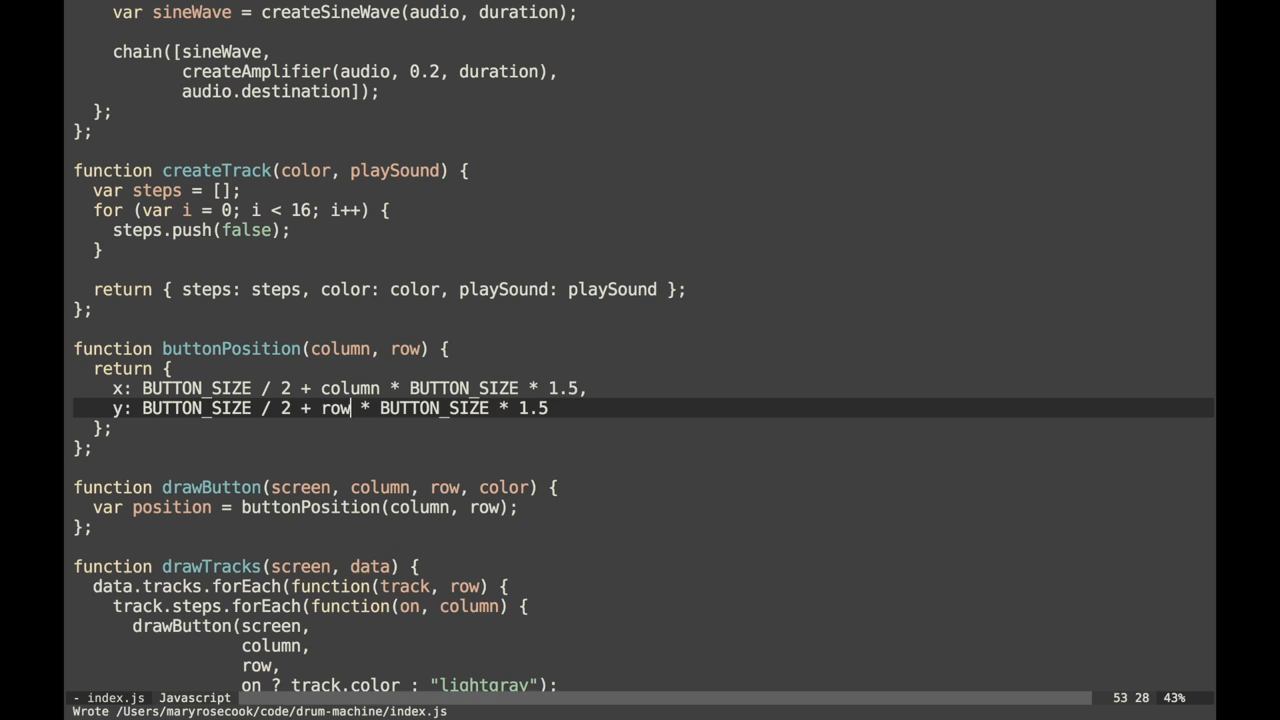 var sineWave = createSineWave(audio, duration);
chain([sineWave,
createAmplifier(audio, 0.2, duration),
audio.destination]);
};
};
function createTrack(color, playSound) {
var steps = [];
for (var i = 0; i < 16; i++) {
steps.push(false);
}
return { steps: steps, color: color, playSound: playSound };
};
function buttonPosition(column, row) {
return {
x: BUTTON_SIZE / 2 + column * BUTTON_SIZE * 1.5,
y: BUTTON_SIZE / 2 + row * BUTTON_SIZE * 1.5
};
};
function drawButton(screen, column, row, color) {
var position = buttonPosition(column, row);
};
function drawTracks(screen, data) {
data.tracks.forEach(function(track, row) {
track.steps.forEach(function(on, column) {
drawButton(screen,
column,
row,
on ? track.color : "lightgray");
- index.js Javascript 53 28 43%
Wrote /Users/maryrosecook/code/drum-machine/index.js